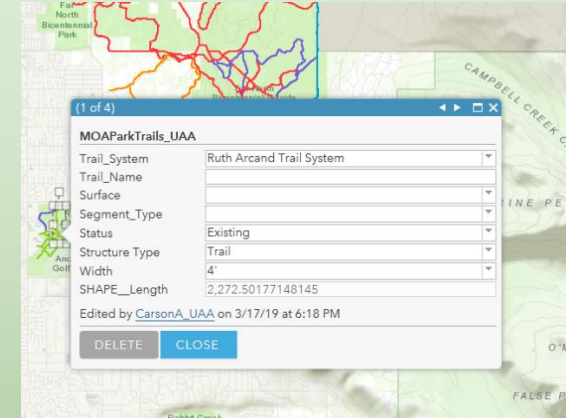 Far
North
Bicentennial
Park
CAMPBELL CREEK
(1 of 4)
MOAParkTrails_UAA
Trail_System Ruth Arcand Trail System
Trail_Name
Surface
Segment_Type
Status Existing
Structure Type Trail
Width 4'
SHAPE__Length 2,272.50177148145
Edited by CarsonA_UAA on 3/17/19 at 6:18 PM
DELETE CLOSE
FALSE